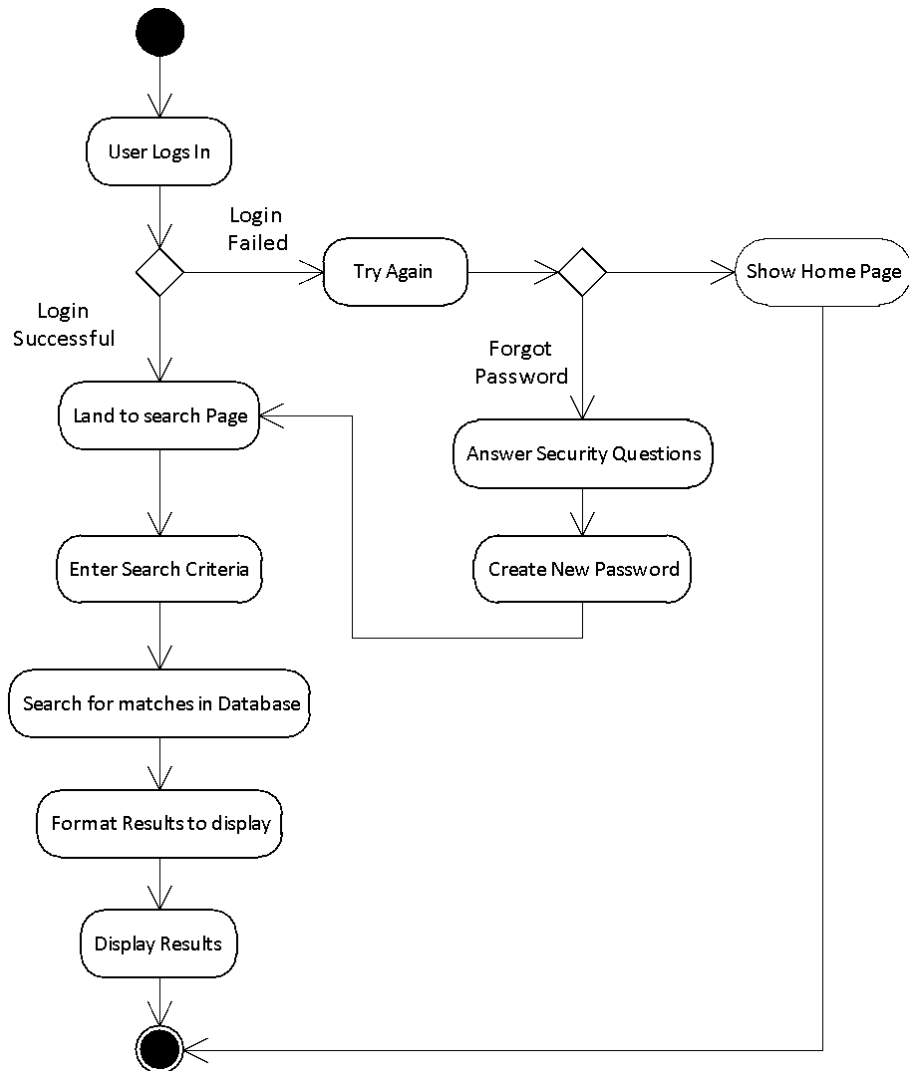 User Logs In
Login
Failed
Try Again
Show Home Page
Login
Successful
Forgot
Password
Land to search Page
Answer Security Questions
Enter Search Criteria
Create New Password
Search for matches in Database
Format Results to display
Display Results